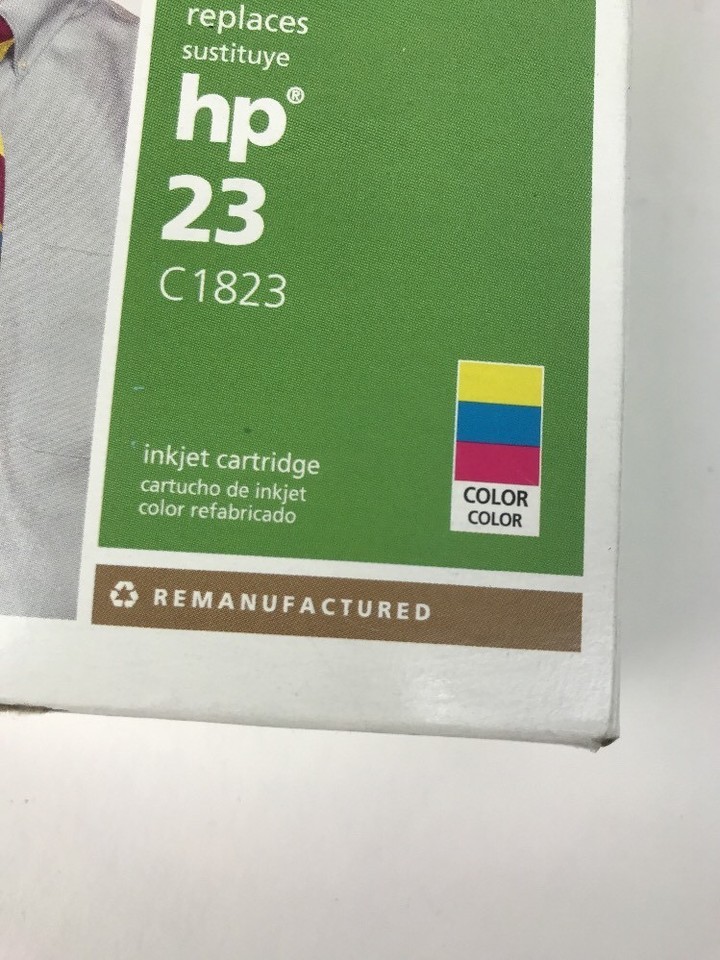 replaces
sustituye
hp®
23
C1823
inkjet cartridge
cartucho de inkjet
color refabricado
COLOR
COLOR
REMANUFACTURED